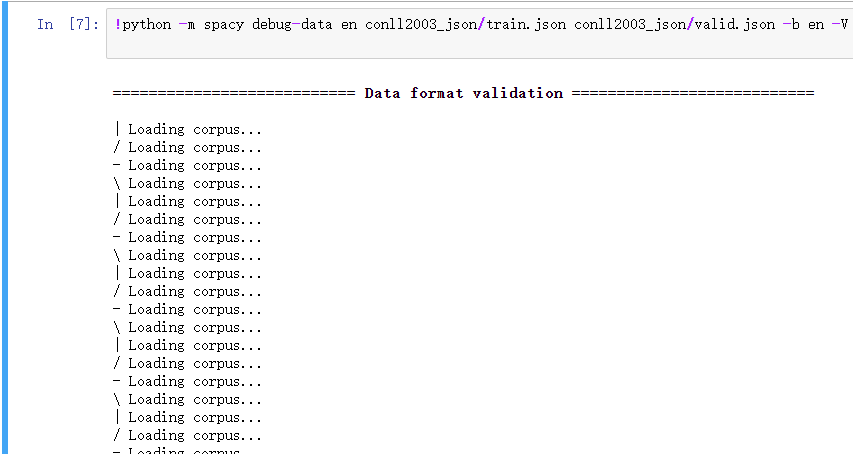 In [7]: !python -m spacy debug-data en conll2003_json/train.json conll2003_json/valid.json -b en -V
=========================== Data format validation ===========================
| Loading corpus...
/ Loading corpus...
- Loading corpus...
\ Loading corpus...
| Loading corpus...
/ Loading corpus...
- Loading corpus...
\ Loading corpus...
| Loading corpus...
/ Loading corpus...
- Loading corpus...
\ Loading corpus...
| Loading corpus...
/ Loading corpus...
- Loading corpus...
\ Loading corpus...
| Loading corpus...
/ Loading corpus...
- Loading corpus